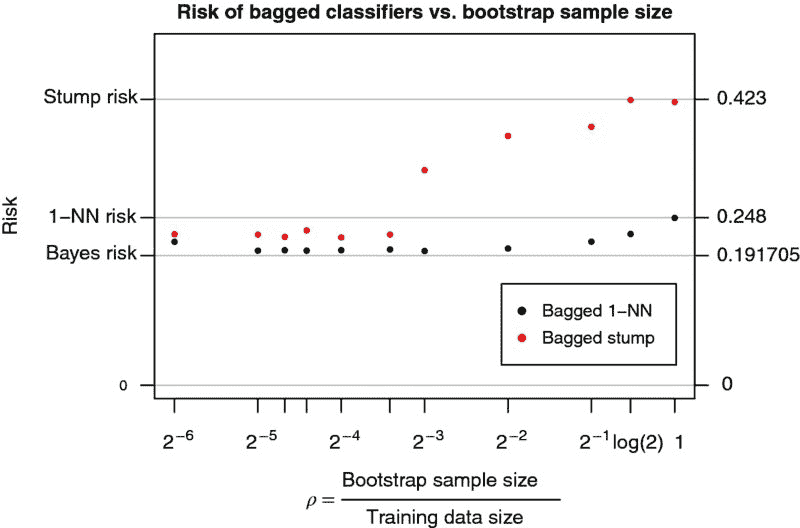 Risk of bagged classifiers vs. bootstrap sample size
Stump risk
0.423
1−NN risk
0.248
Bayes risk
0.191705
Risk
Bagged 1−NN
Bagged stump
0
0
2⁻⁶ 2⁻⁵ 2⁻⁴ 2⁻³ 2⁻² 2⁻¹ log(2) 1
Bootstrap sample size
ρ =
Training data size